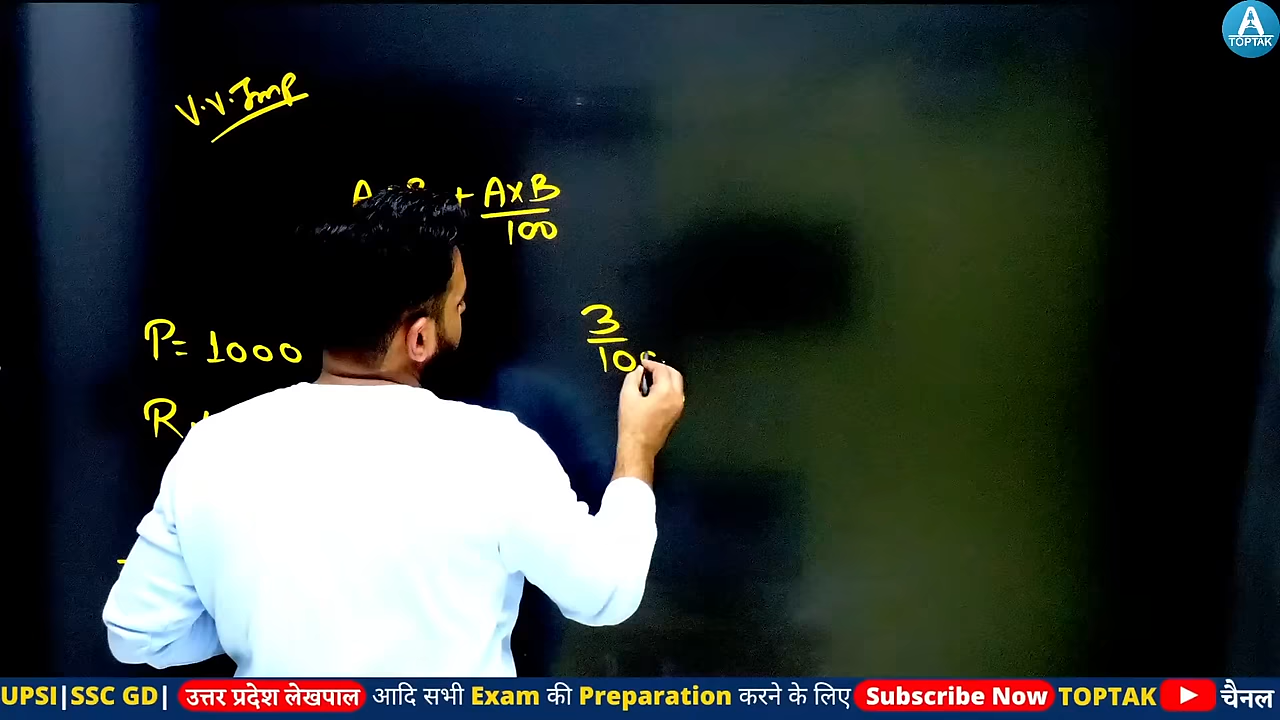 A
TOPTAK
V.V.Imp
A + A×B
100
P= 1000
3
10
R
UPSI|SSC GD| उत्तर प्रदेश लेखपाल आदि सभी Exam की Preparation करने के लिए Subscribe Now TOPTAK चैनल